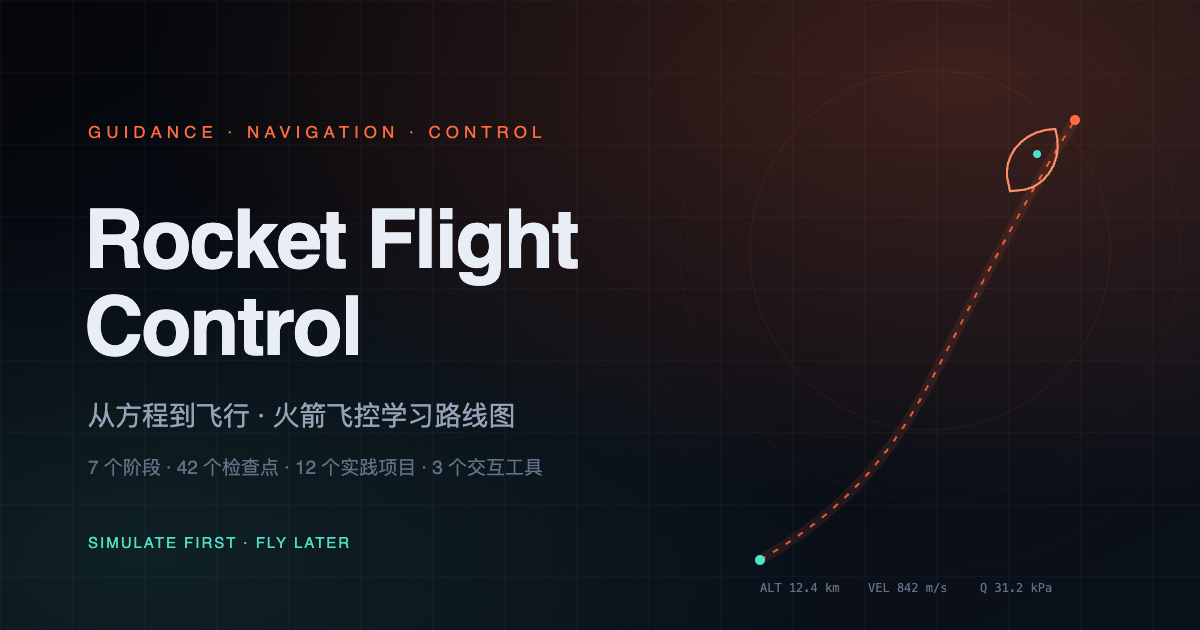 GUIDANCE · NAVIGATION · CONTROL
Rocket Flight
Control
从方程到飞行 · 火箭飞控学习路线图
7 个阶段 · 42 个检查点 · 12 个实践项目 · 3 个交互工具
SIMULATE FIRST · FLY LATER
ALT 12.4 km VEL 842 m/s Q 31.2 kPa